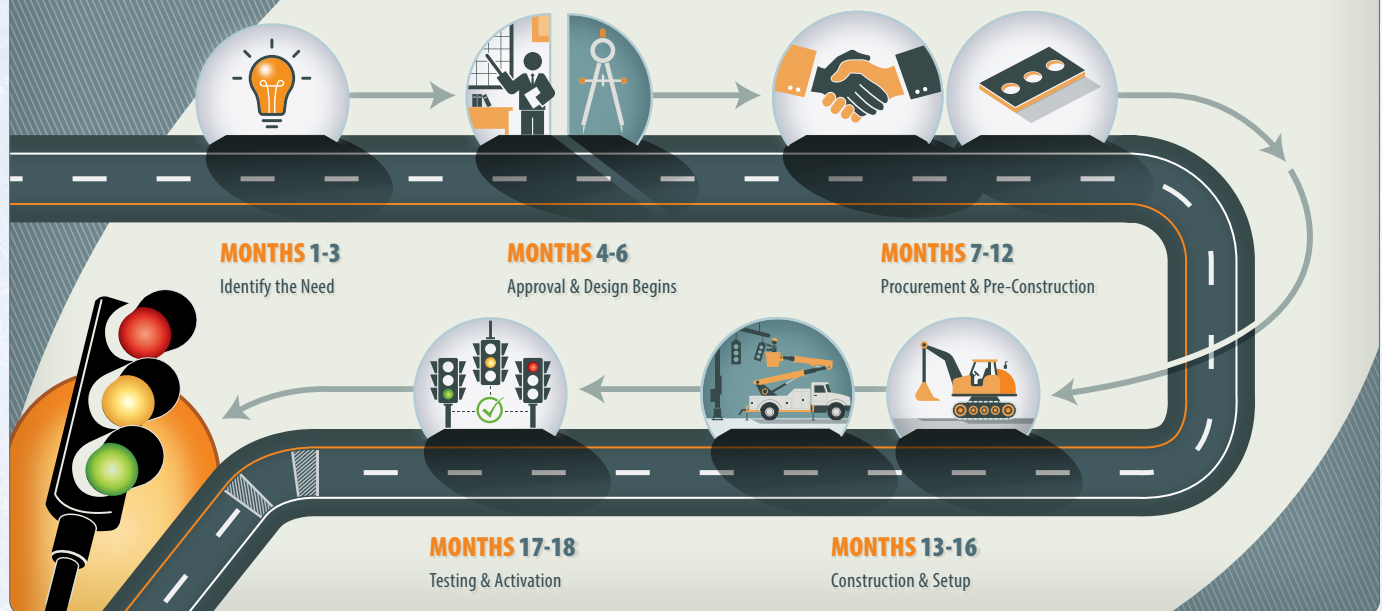 MONTHS 1-3
Identify the Need
MONTHS 4-6
Approval & Design Begins
MONTHS 7-12
Procurement & Pre-Construction
MONTHS 13-16
Construction & Setup
MONTHS 17-18
Testing & Activation